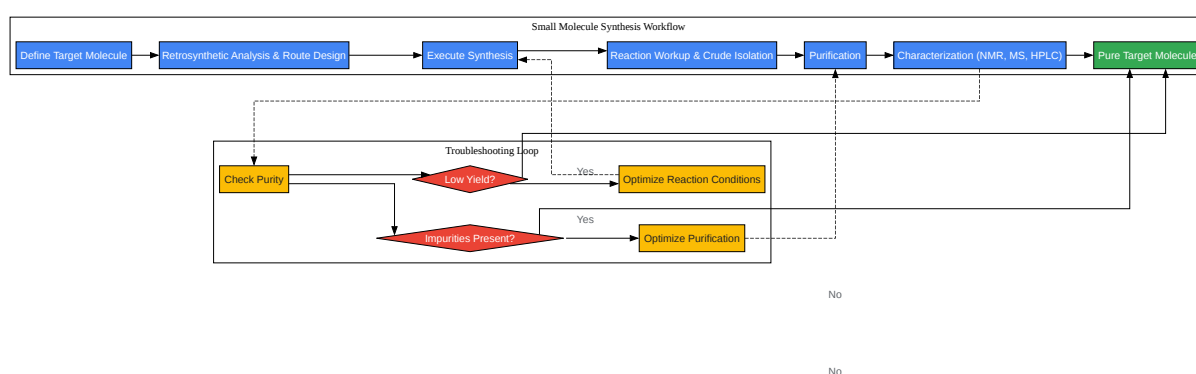 Small Molecule Synthesis Workflow
Define Target Molecule
Retrosynthetic Analysis & Route Design
Execute Synthesis
Reaction Workup & Crude Isolation
Purification
Characterization (NMR, MS, HPLC)
Pure Target Molecule
Troubleshooting Loop
Check Purity
Low Yield?
Yes
Optimize Reaction Conditions
Yes
Impurities Present?
Optimize Purification
No
No